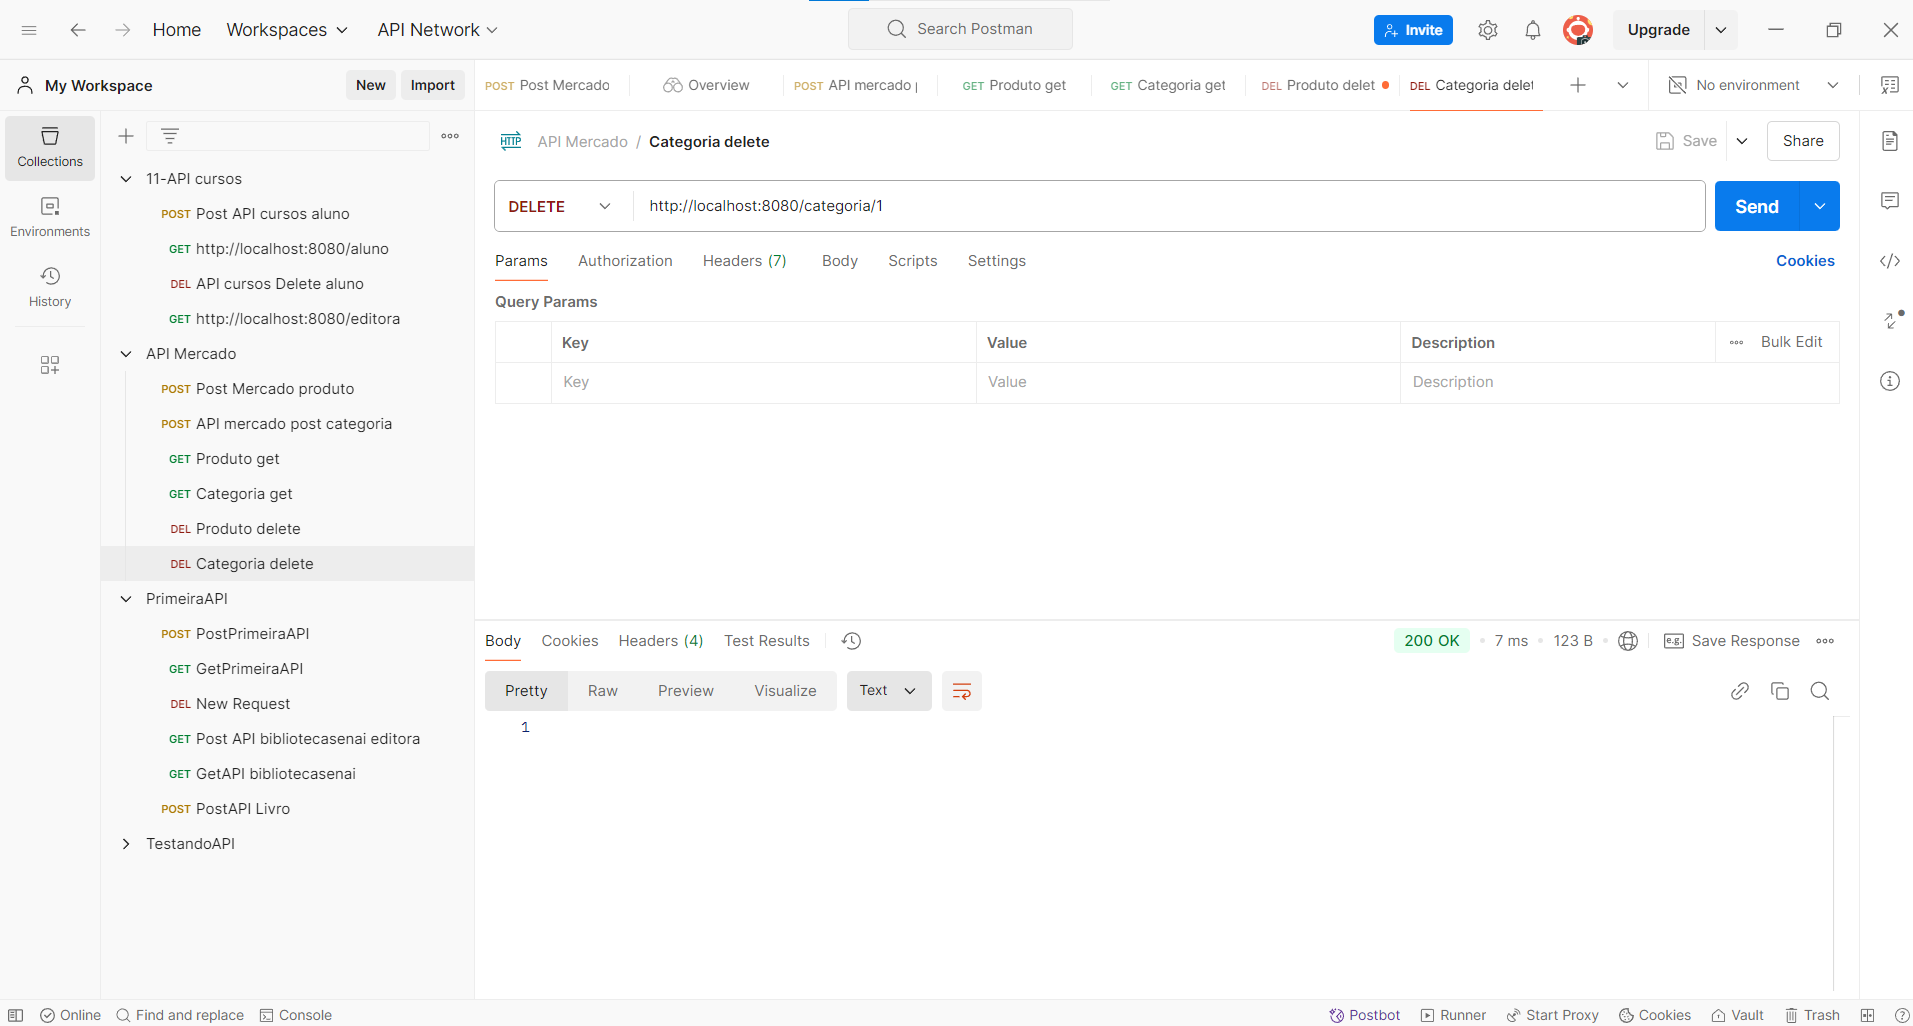 Home Workspaces API Network Search Postman Invite Upgrade
My Workspace New Import
POST Post Mercado Overview POST API mercado GET Produto get GET Categoria get DEL Produto delet DEL Categoria delet No environment
Collections
Environments
History
11-API cursos
POST Post API cursos aluno
GET http://localhost:8080/aluno
DEL API cursos Delete aluno
GET http://localhost:8080/editora
API Mercado
POST Post Mercado produto
POST API mercado post categoria
GET Produto get
GET Categoria get
DEL Produto delete
DEL Categoria delete
PrimeiraAPI
POST PostPrimeiraAPI
GET GetPrimeiraAPI
DEL New Request
GET Post API bibliotecasenai editora
GET GetAPI bibliotecasenai
POST PostAPI Livro
TestandoAPI
HTTP API Mercado / Categoria delete Save Share
DELETE http://localhost:8080/categoria/1 Send
Params Authorization Headers (7) Body Scripts Settings Cookies
Query Params
Key Value Description Bulk Edit
Key Value Description
Body Cookies Headers (4) Test Results 200 OK 7 ms 123 B e.g. Save Response
Pretty Raw Preview Visualize Text
1
Online Find and replace Console Postbot Runner Start Proxy Cookies Vault Trash